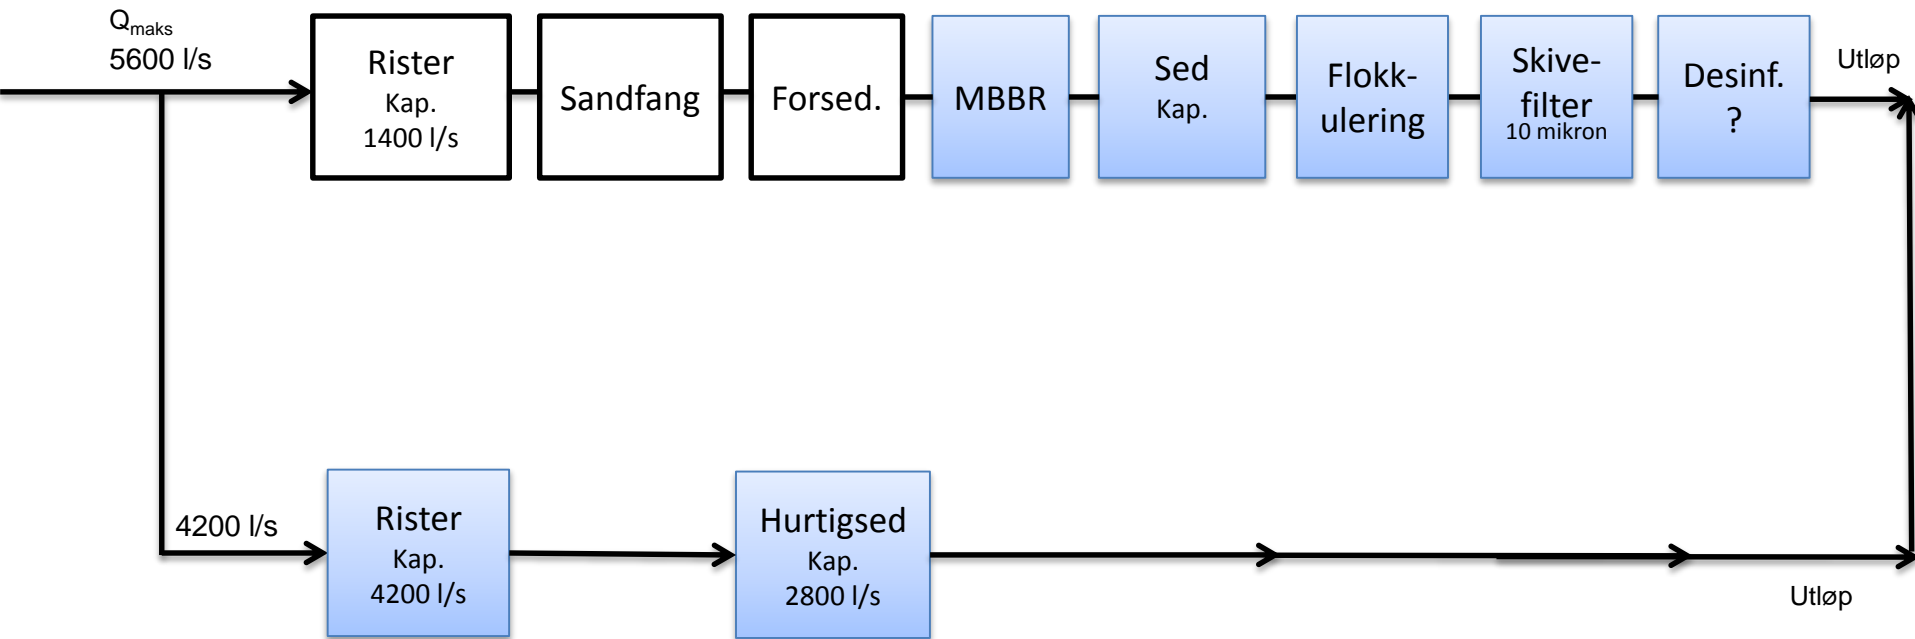 Qmaks
5600 l/s
Rister
Kap.
1400 l/s
Sandfang
Forsed.
MBBR
Sed
Kap.
Flokk-
ulering
Skive-
filter
10 mikron
Desinf.
?
Utløp
4200 l/s
Rister
Kap.
4200 l/s
Hurtigsed
Kap.
2800 l/s
Utløp